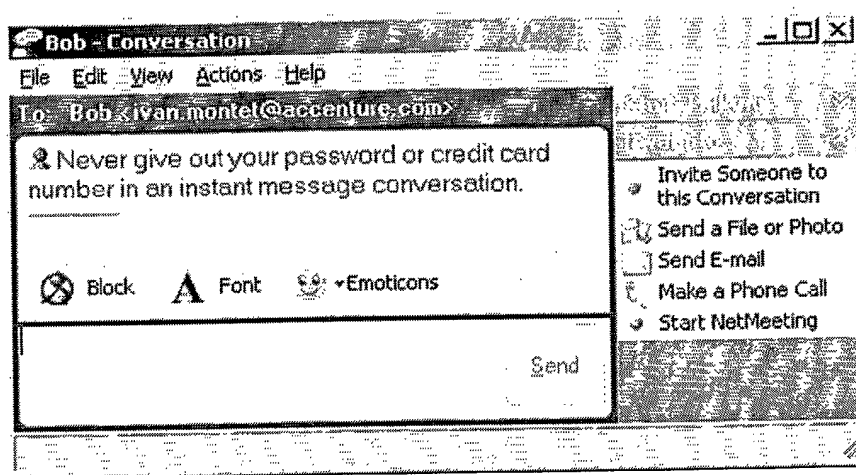 Bob - Conversation
File Edit View Actions Help
To: Bob <ivan.montel@accenture.com>
Never give out your password or credit card
number in an instant message conversation.
Block Font Emoticons
Send
Start Talking
Invite Someone to
this Conversation
Send a File or Photo
Send E-mail
Make a Phone Call
Start NetMeeting